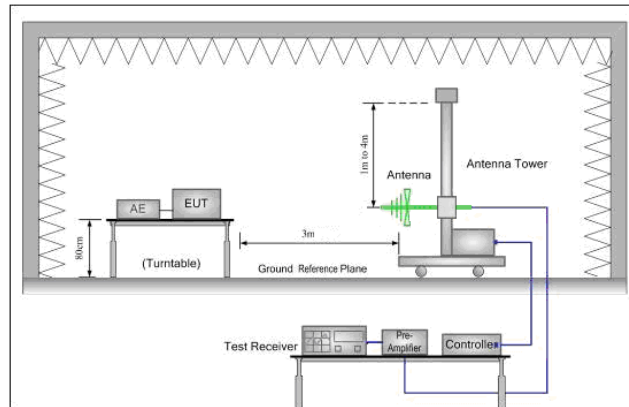 1m to 4m
Antenna
Antenna Tower
AE
EUT
80cm
(Turntable)
3m
Ground Reference Plane
Test Receiver
Pre-
Amplifier
Controller